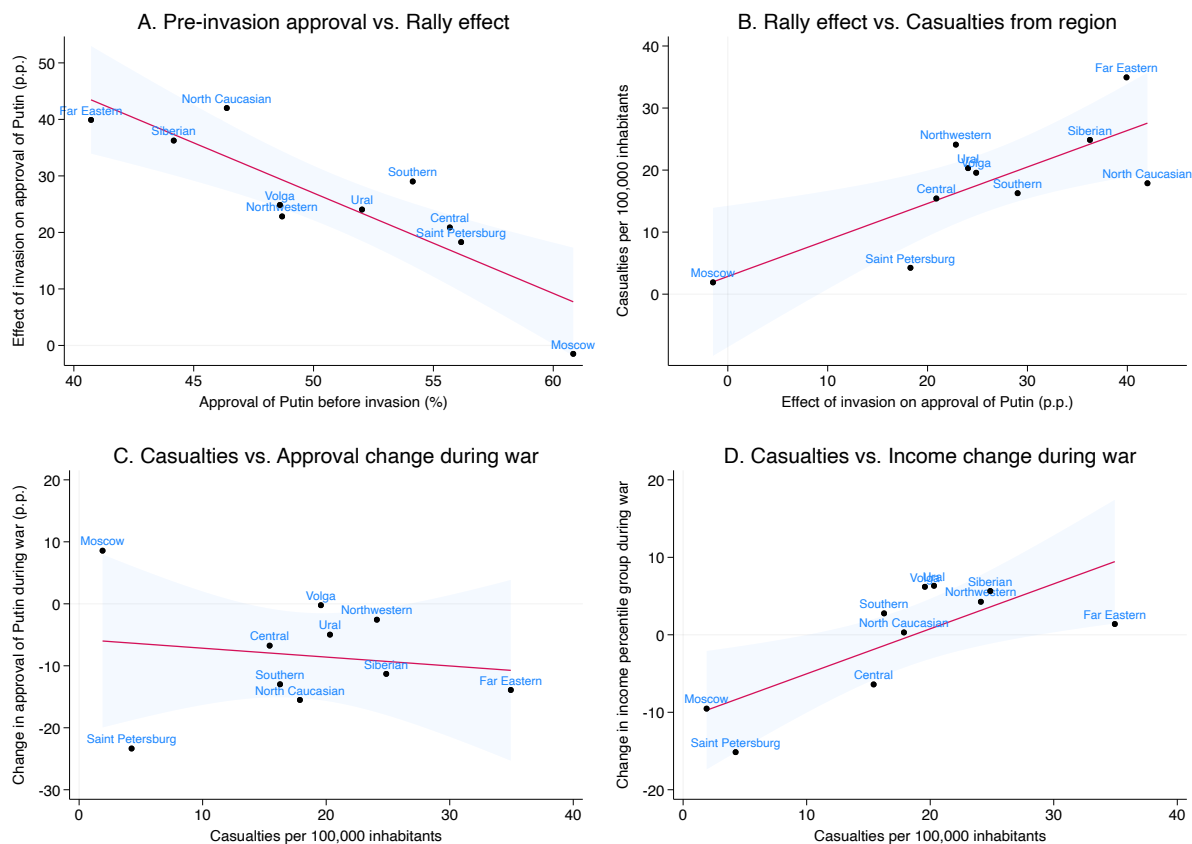 A. Pre-invasion approval vs. Rally effect
Effect of invasion on approval of Putin (p.p.)
50
40
30
20
10
0
North Caucasian
Far Eastern
Siberian
Southern
Volga
Ural
Northwestern
Central
Saint Petersburg
Moscow
40 45 50 55 60
Approval of Putin before invasion (%)
B. Rally effect vs. Casualties from region
Casualties per 100,000 inhabitants
40
30
20
10
0
Far Eastern
Northwestern
Siberian
Ural
Volga
North Caucasian
Central
Southern
Saint Petersburg
Moscow
0 10 20 30 40
Effect of invasion on approval of Putin (p.p.)
C. Casualties vs. Approval change during war
Change in approval of Putin during war (p.p.)
20
10
0
-10
-20
-30
Moscow
Volga
Northwestern
Ural
Central
Siberian
Southern
Far Eastern
North Caucasian
Saint Petersburg
0 10 20 30 40
Casualties per 100,000 inhabitants
D. Casualties vs. Income change during war
Change in income percentile group during war
20
10
0
-10
-20
Volga
Ural
Siberian
Northwestern
Southern
Far Eastern
North Caucasian
Central
Moscow
Saint Petersburg
0 10 20 30 40
Casualties per 100,000 inhabitants